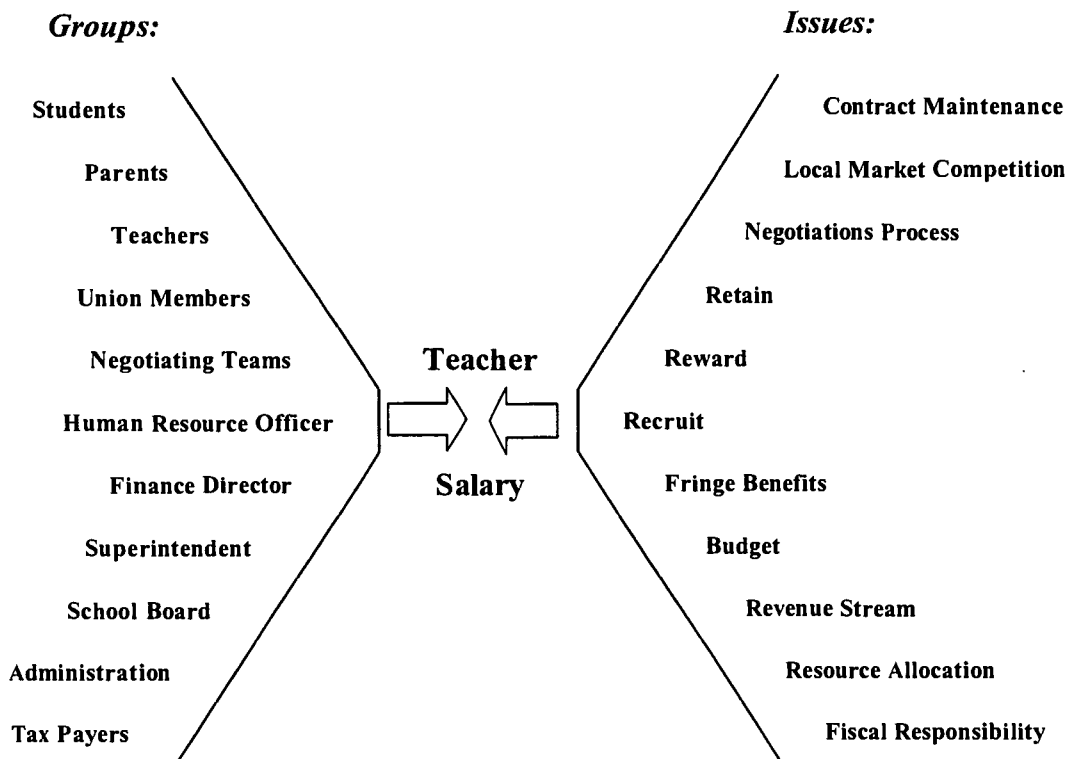 Groups:
Students
Parents
Teachers
Union Members
Negotiating Teams
Human Resource Officer
Finance Director
Superintendent
School Board
Administration
Tax Payers
Teacher
Salary
Issues:
Contract Maintenance
Local Market Competition
Negotiations Process
Retain
Reward
Recruit
Fringe Benefits
Budget
Revenue Stream
Resource Allocation
Fiscal Responsibility